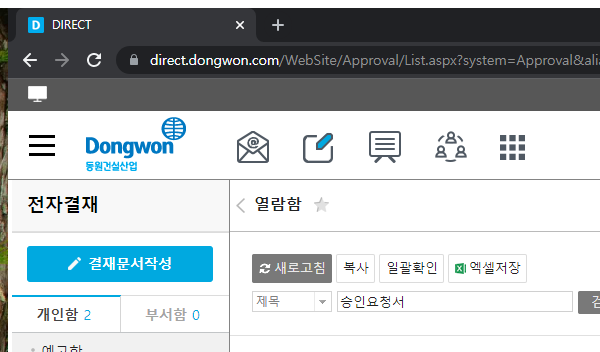 DIRECT
direct.dongwon.com/WebSite/Approval/List.aspx?system=Approval&ali
Dongwon
동원건설산업
전자결재
열람함
결재문서작성
새로고침 복사 일괄확인 엑셀저장
제목 승인요청서
개인함 2 부서함 0